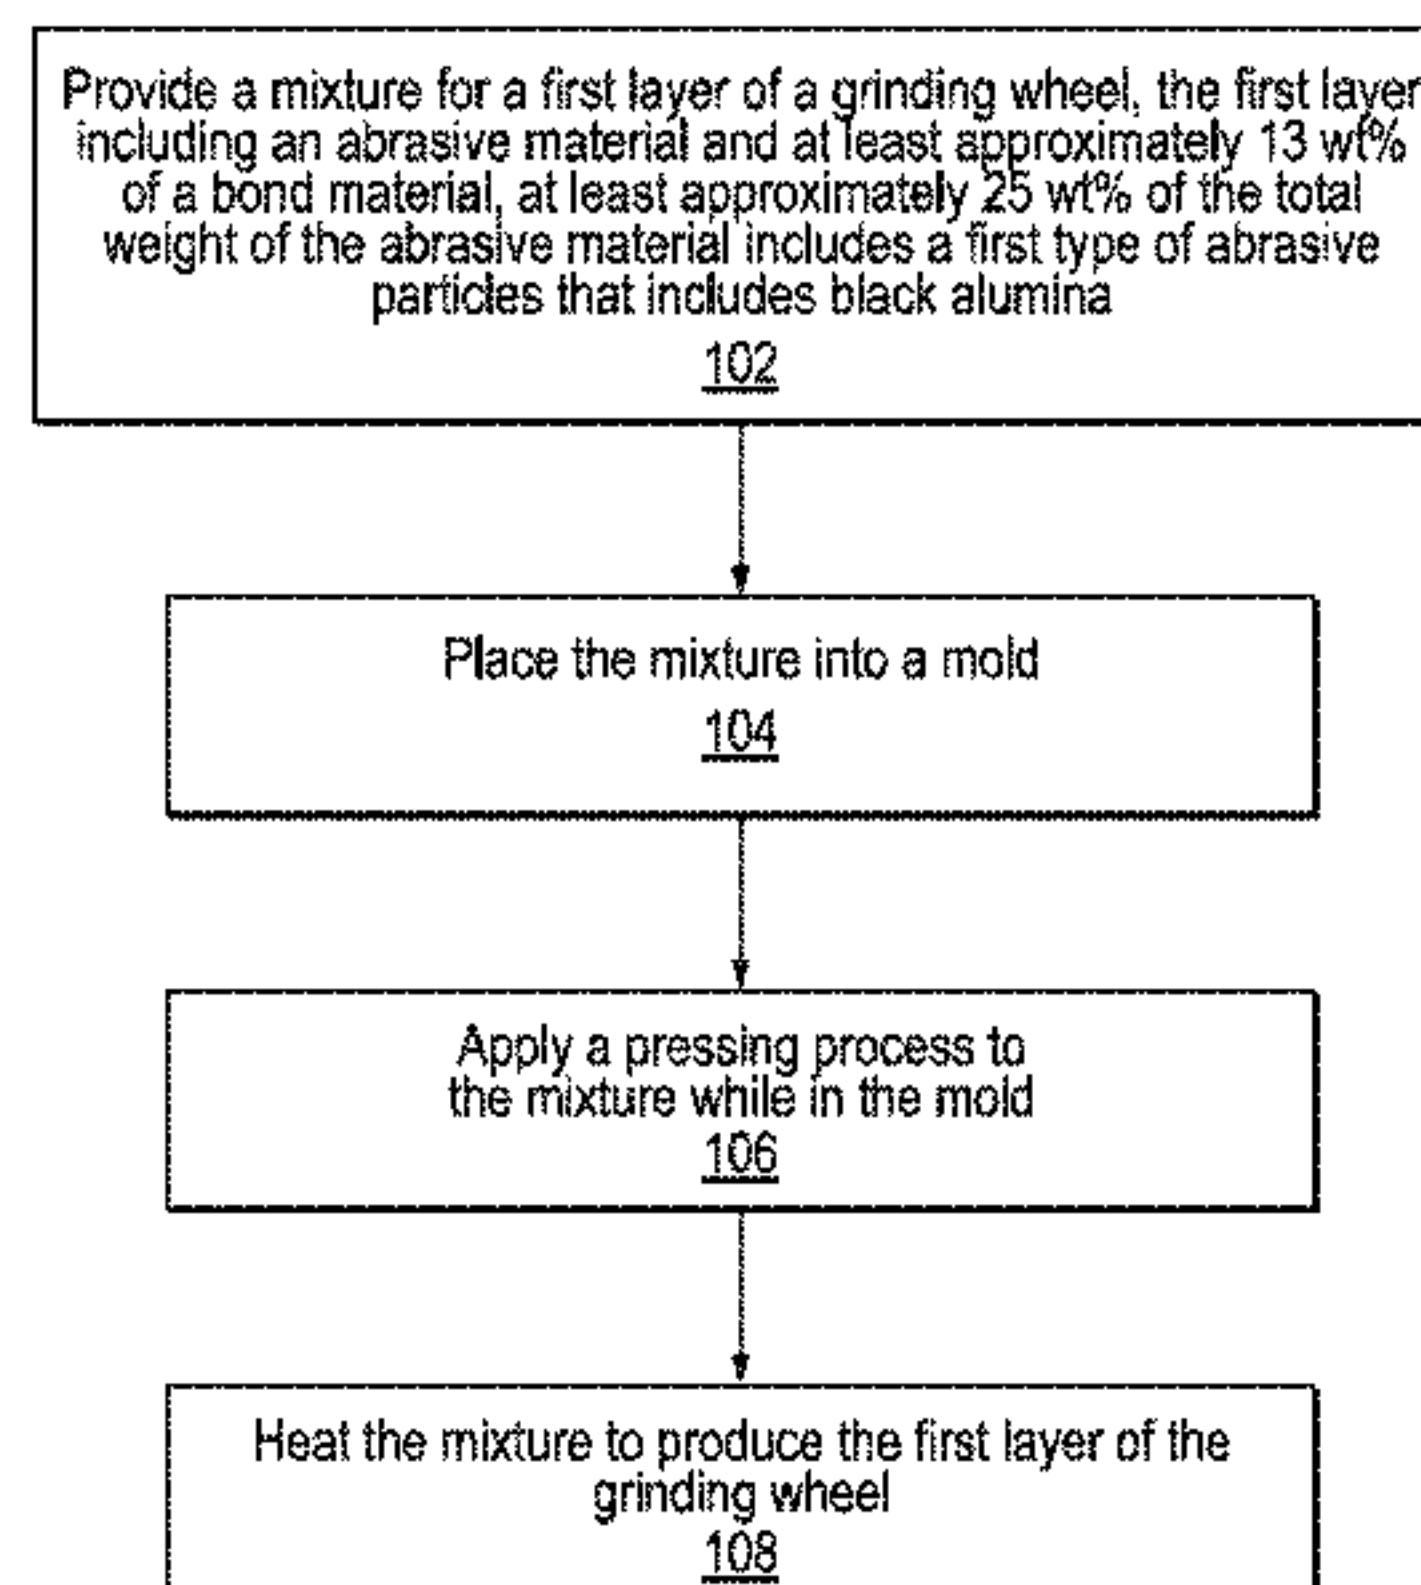 Provide a mixture for a first layer of a grinding wheel, the first layer
including an abrasive material and at least approximately 13 wt%
of a bond material, at least approximately 25 wt% of the total
weight of the abrasive material includes a first type of abrasive
particles that includes black alumina
102
Place the mixture into a mold
104
Apply a pressing process to
the mixture while in the mold
106
Heat the mixture to produce the first layer of the
grinding wheel
108